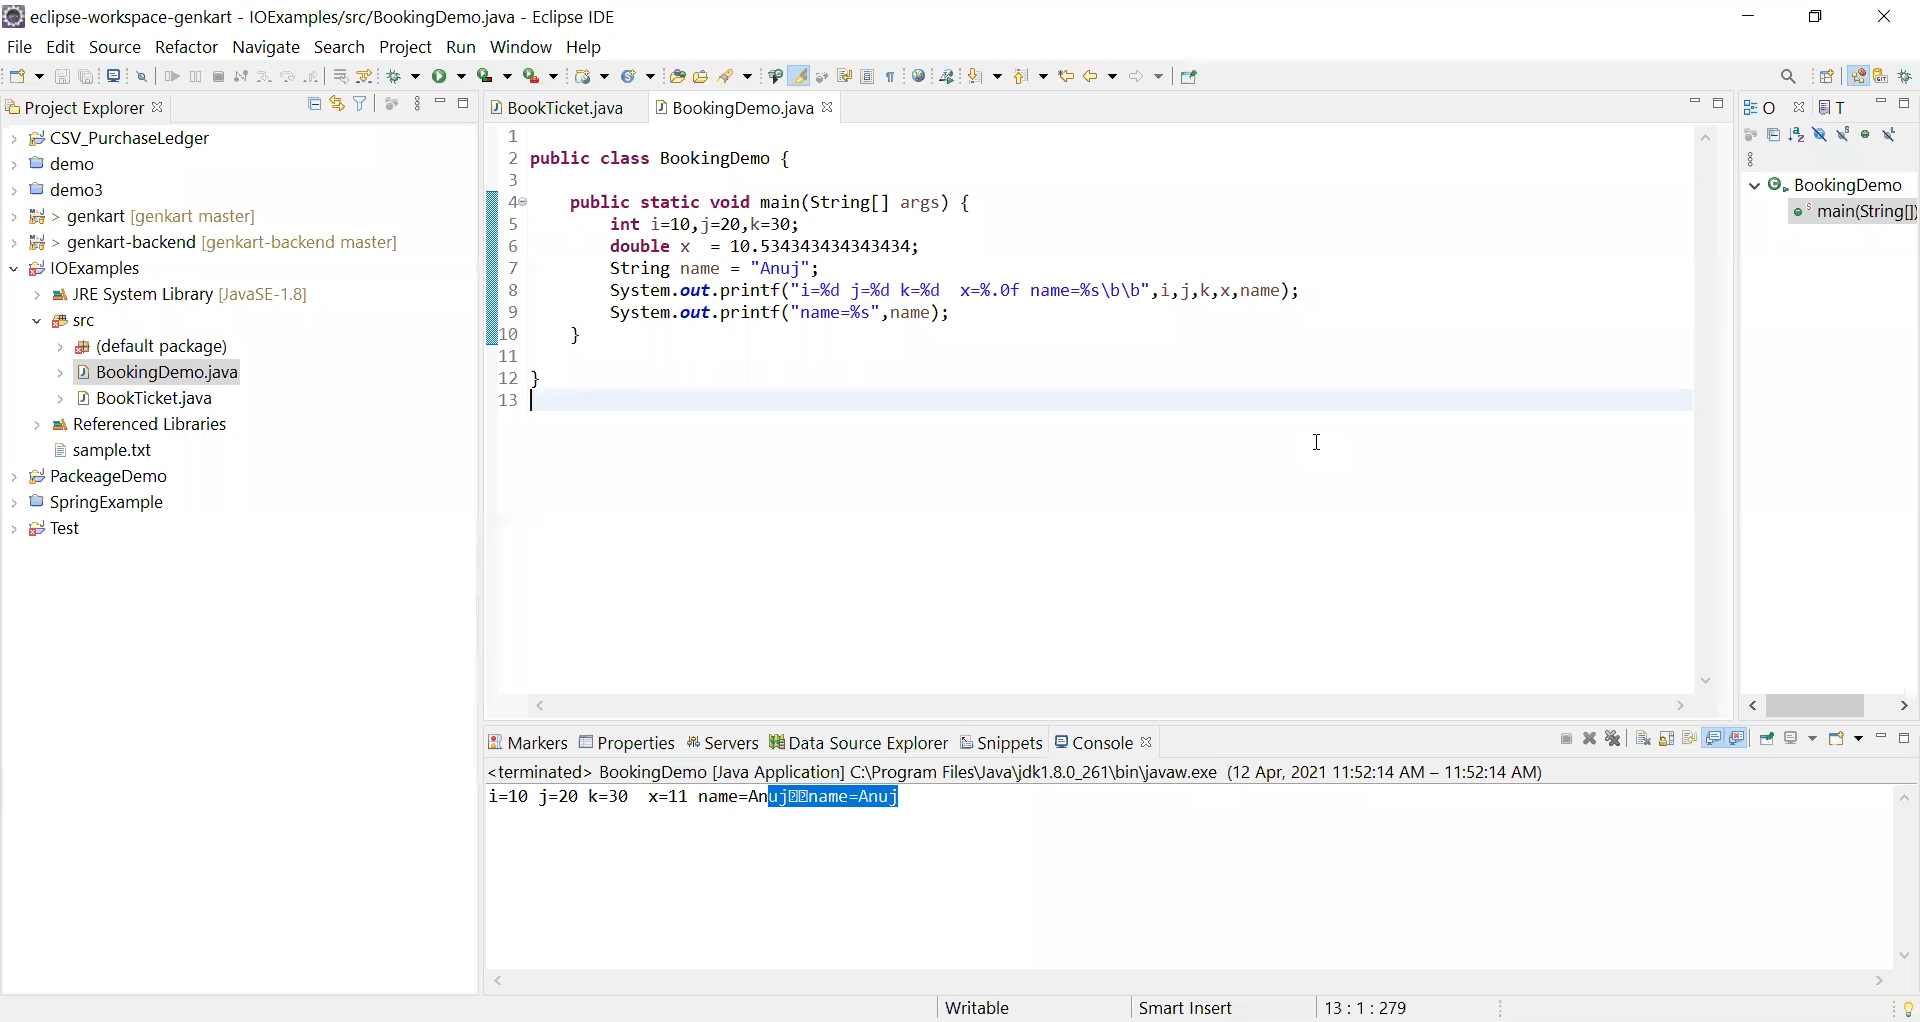 eclipse-workspace-genkart - IOExamples/src/BookingDemo.java - Eclipse IDE
File Edit Source Refactor Navigate Search Project Run Window Help
Project Explorer
CSV_PurchaseLedger
demo
demo3
> genkart [genkart master]
> genkart-backend [genkart-backend master]
IOExamples
JRE System Library [JavaSE-1.8]
src
(default package)
BookingDemo.java
BookTicket.java
Referenced Libraries
sample.txt
PackeageDemo
SpringExample
Test
BookTicket.java BookingDemo.java
1
2 public class BookingDemo {
3
4 public static void main(String[] args) {
5 int i=10,j=20,k=30;
6 double x  = 10.534343434343434;
7 String name = "Anuj";
8 System.out.printf("i=%d j=%d k=%d  x=%.0f name=%s\b\b",i,j,k,x,name);
9 System.out.printf("name=%s",name);
10 }
11
12 }
13
O T
BookingDemo
main(String[])
Markers Properties Servers Data Source Explorer Snippets Console
<terminated> BookingDemo [Java Application] C:\Program Files\Java\jdk1.8.0_261\bin\javaw.exe (12 Apr, 2021 11:52:14 AM – 11:52:14 AM)
i=10 j=20 k=30  x=11 name=Anuj⍰⍰name=Anuj
Writable Smart Insert 13 : 1 : 279